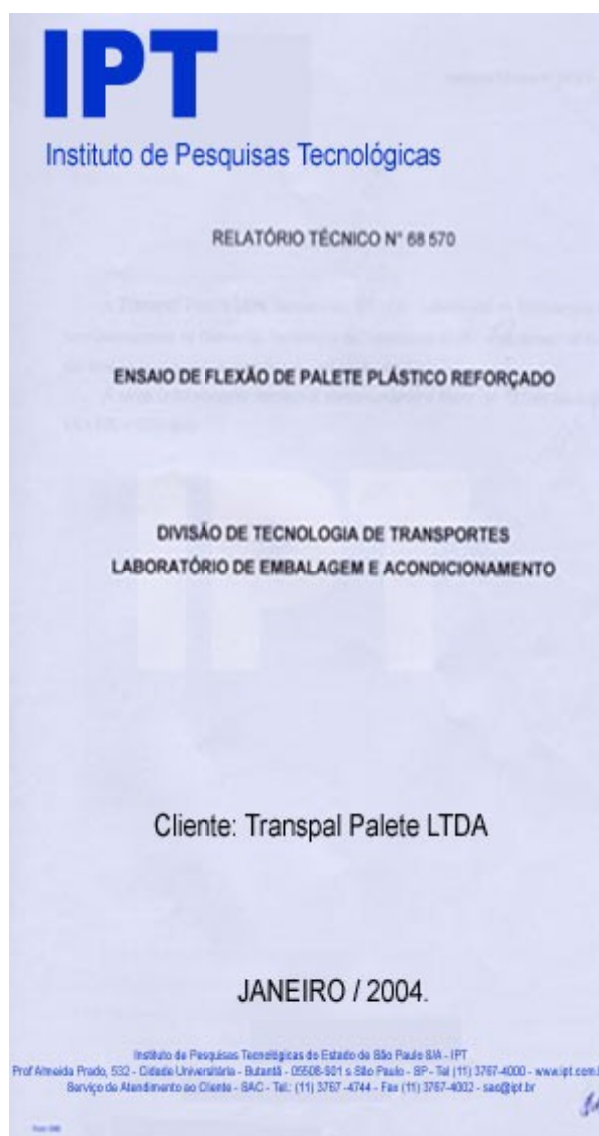 IPT
Instituto de Pesquisas Tecnológicas
RELATÓRIO TÉCNICO N° 68 570
ENSAIO DE FLEXÃO DE PALETE PLÁSTICO REFORÇADO
DIVISÃO DE TECNOLOGIA DE TRANSPORTES
LABORATÓRIO DE EMBALAGEM E ACONDICIONAMENTO
IPT
Cliente: Transpal Palete LTDA
JANEIRO / 2004.
Instituto de Pesquisas Tecnológicas do Estado de São Paulo S/A - IPT
Prof Almeida Prado, 532 - Cidade Universitária - Butantã - 05508-901 s São Paulo - SP - Tel (11) 3767-4000 - www.ipt.com
Serviço de Atendimento ao Cliente - SAC - Tel.: (11) 3767 -4744 - Fax (11) 3767-4002 - sac@ipt.br